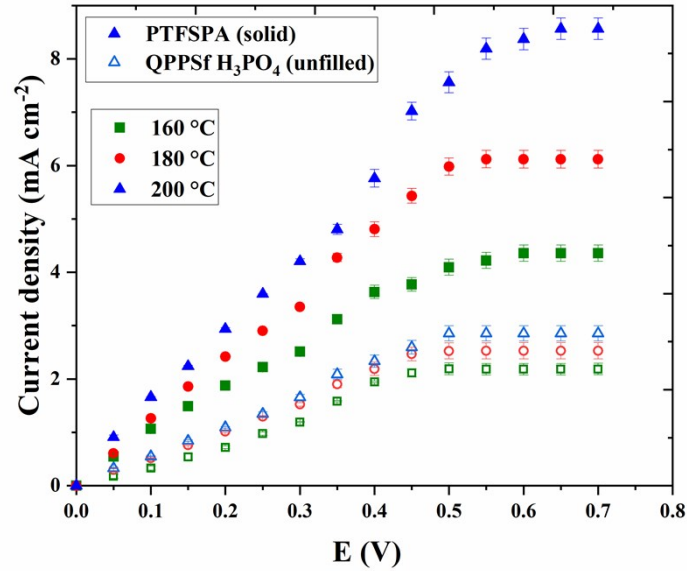 PTFSPA (solid)
QPPSf H₃PO₄ (unfilled)
160 °C
180 °C
200 °C
Current density (mA cm⁻²)
8
6
4
2
0
0.0 0.1 0.2 0.3 0.4 0.5 0.6 0.7 0.8
E (V)